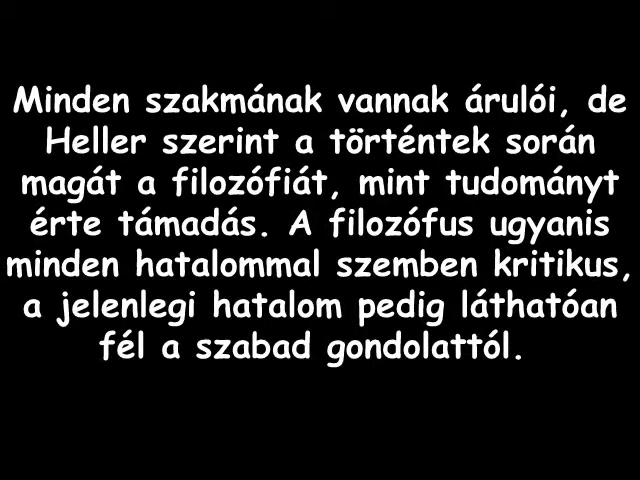 Minden szakmának vannak árulói, de
Heller szerint a történtek során
magát a filozófiát, mint tudományt
érte támadás. A filozófus ugyanis
minden hatalommal szemben kritikus,
a jelenlegi hatalom pedig láthatóan
fél a szabad gondolattól.